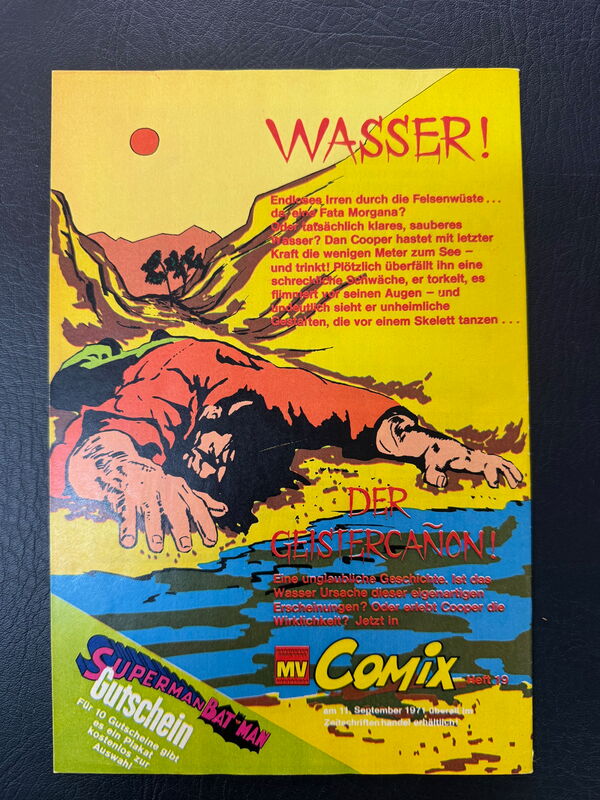 WASSER!
Endloses Irren durch die Felsenwüste...
da, eine Fata Morgana?
Oder tatsächlich klares, sauberes
Wasser? Dan Cooper hastet mit letzter
Kraft die wenigen Meter zum See –
und trinkt! Plötzlich überfällt ihn eine
schreckliche Schwäche, er torkelt, es
flimmert vor seinen Augen – und
undeutlich sieht er unheimliche
Gestalten, die vor einem Skelett tanzen...
DER
GEISTERCAÑON!
Eine unglaubliche Geschichte. Ist das
Wasser Ursache dieser eigenartigen
Erscheinungen? Oder erlebt Cooper die
Wirklichkeit? Jetzt in
MV COMIX Heft 19
am 11. September 1971 überall im
Zeitschriftenhandel erhältlich
SUPERMAN BATMAN
Gutschein
Für 10 Gutscheine gibt
es ein Plakat
kostenlos zur
Auswahl